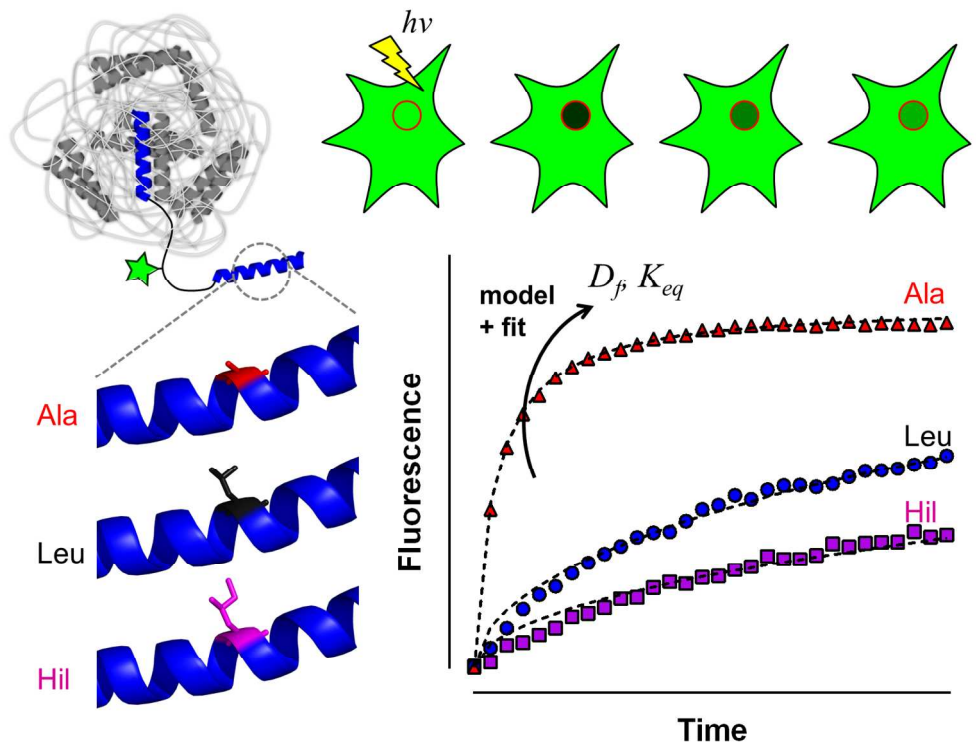 hν
model
+ fit
D_f, K_eq
Ala
Leu
Hil
Fluorescence
Time
Ala
Leu
Hil